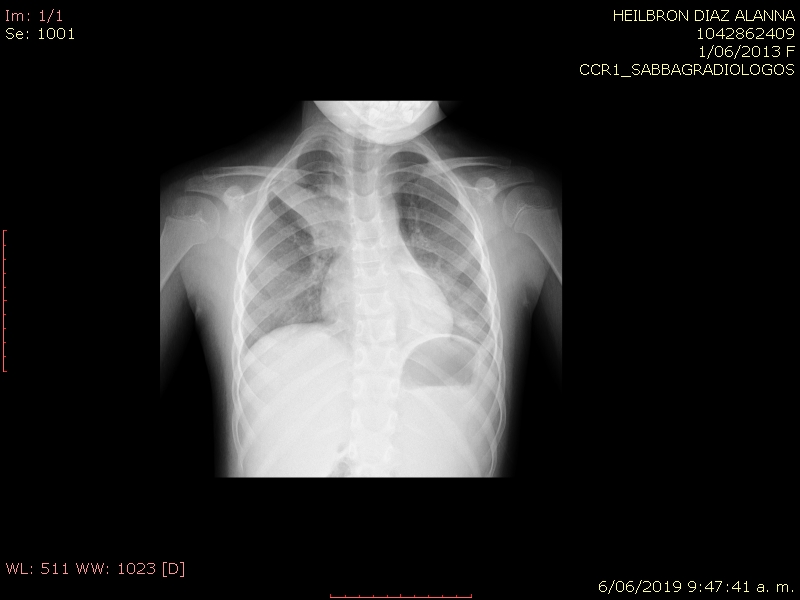 Im: 1/1
Se: 1001
HEILBRON DIAZ ALANNA
1042862409
1/06/2013 F
CCR1_SABBAGRADIOLOGOS
WL: 511 WW: 1023 [D]
6/06/2019 9:47:41 a. m.